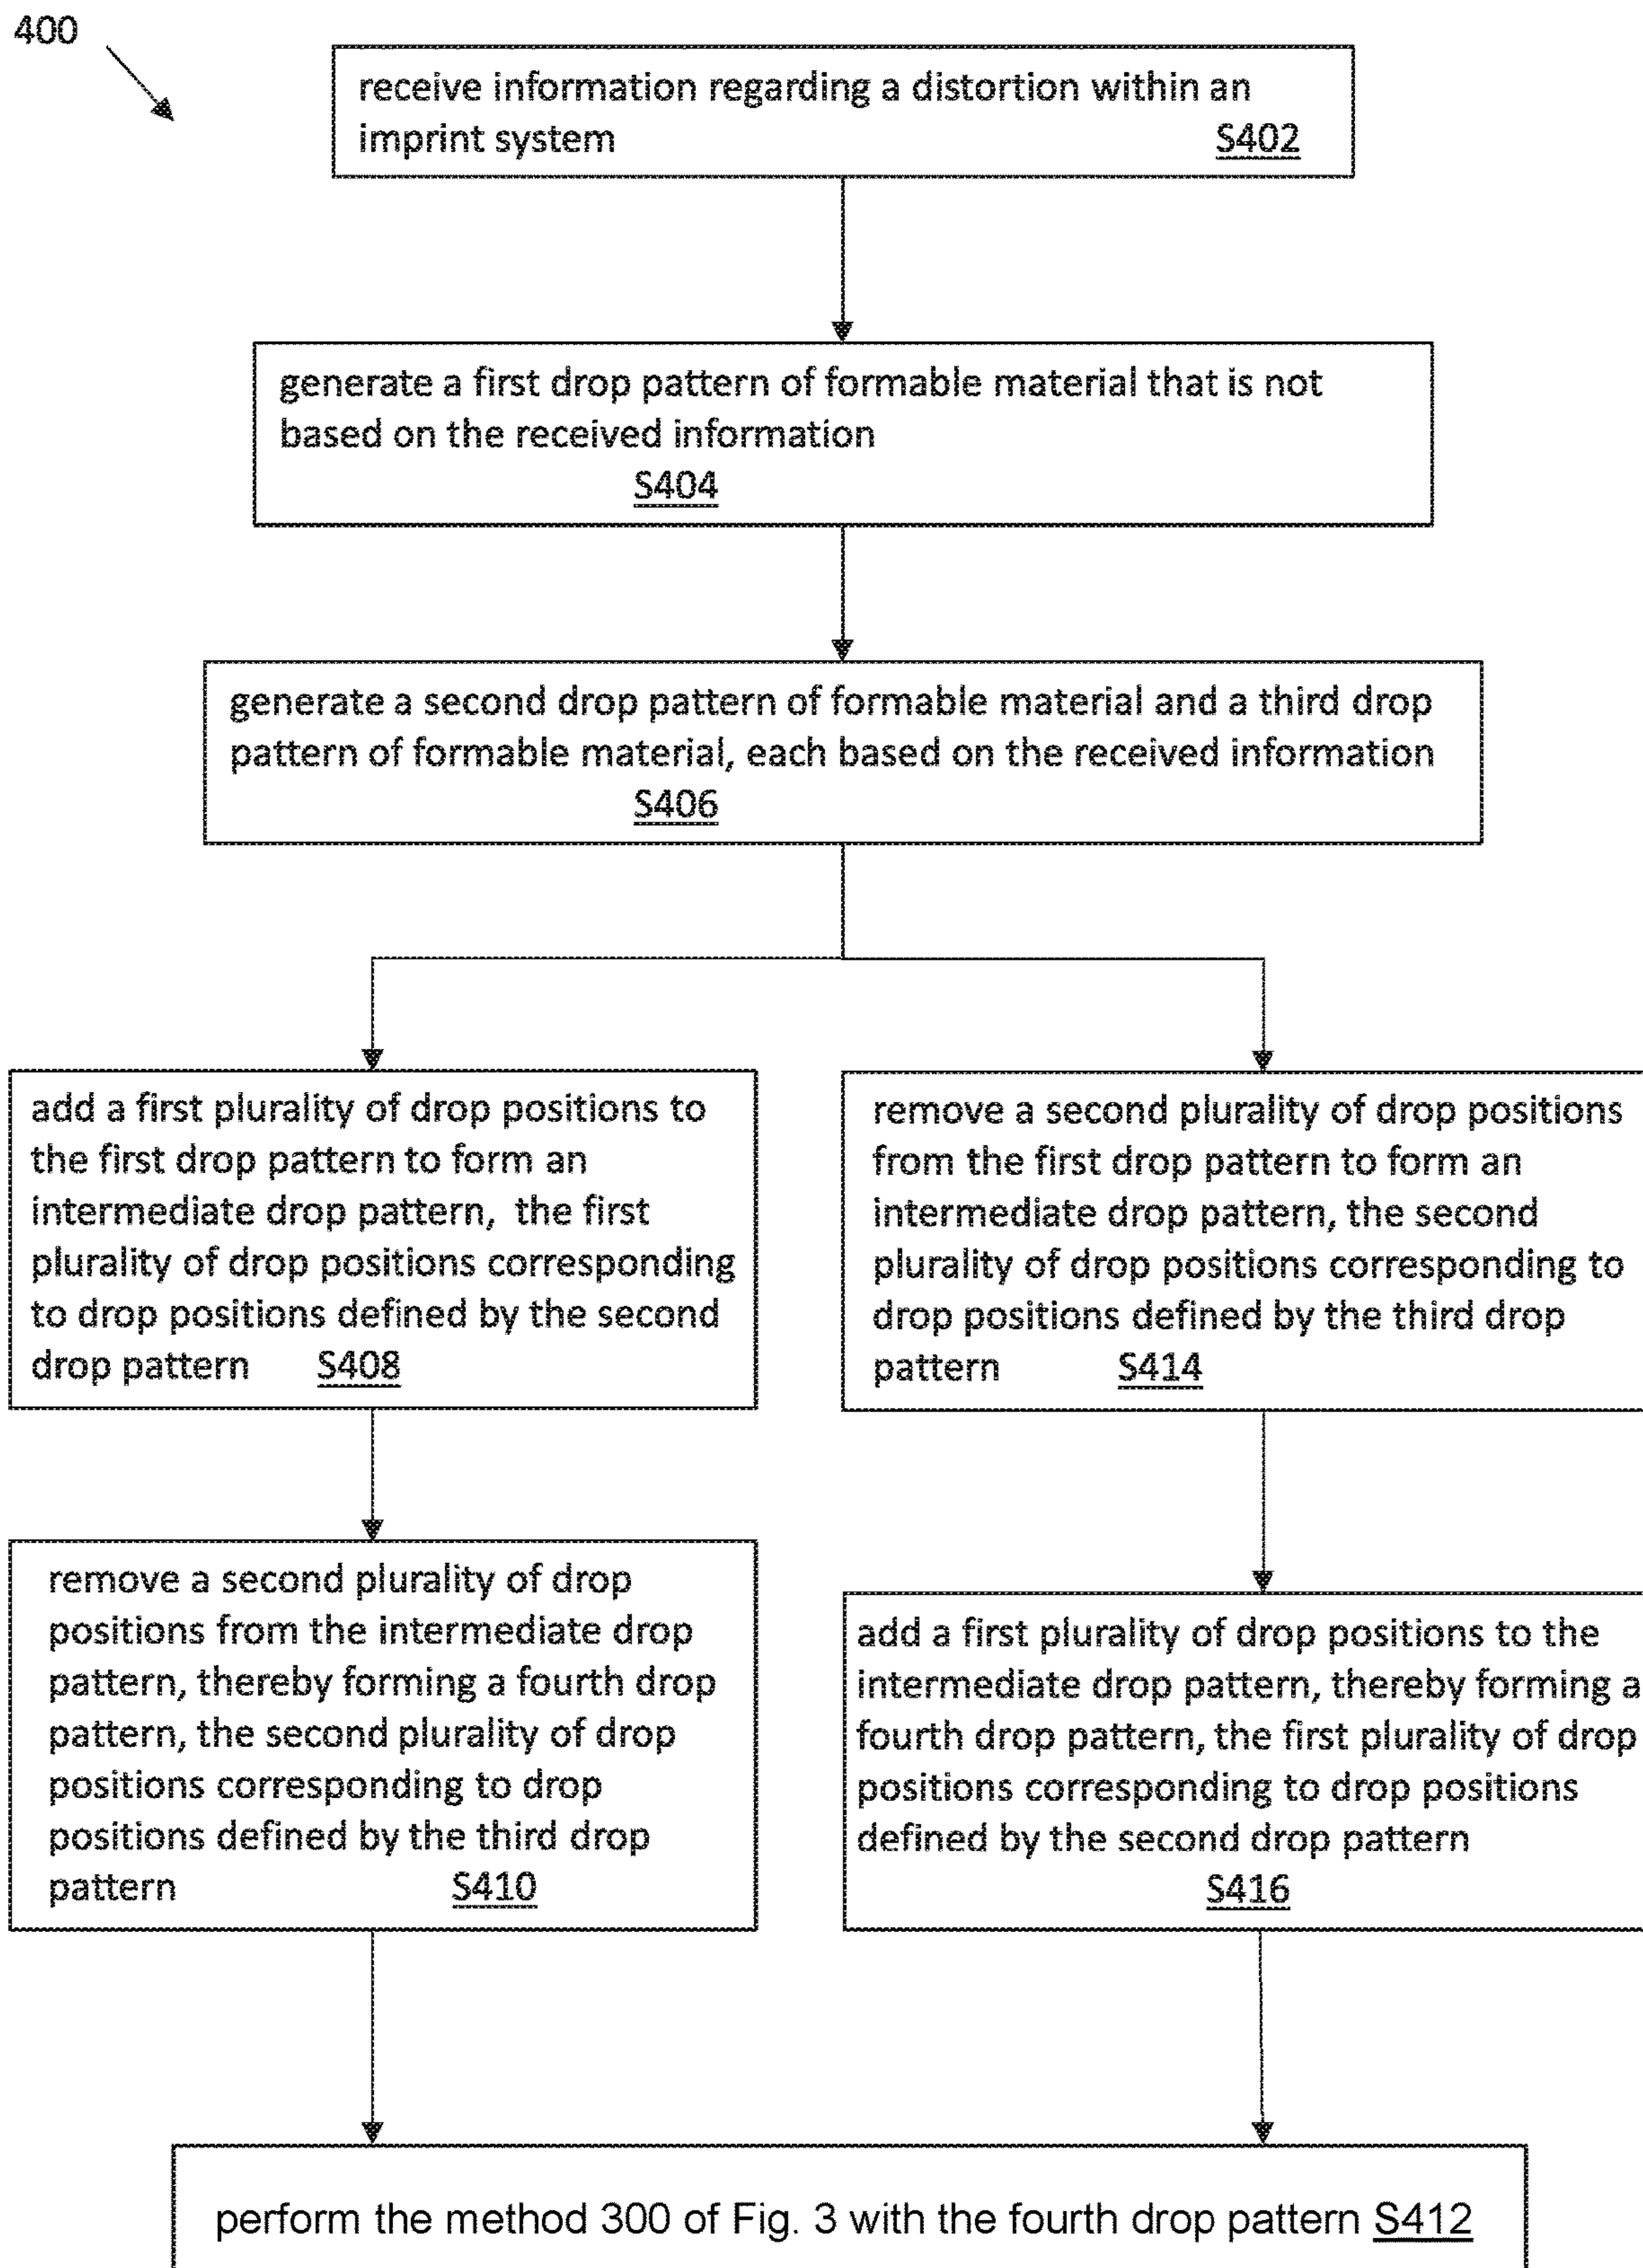 400
receive information regarding a distortion within an
imprint system S402
generate a first drop pattern of formable material that is not
based on the received information
S404
generate a second drop pattern of formable material and a third drop
pattern of formable material, each based on the received information
S406
add a first plurality of drop positions to
the first drop pattern to form an
intermediate drop pattern, the first
plurality of drop positions corresponding
to drop positions defined by the second
drop pattern S408
remove a second plurality of drop positions
from the first drop pattern to form an
intermediate drop pattern, the second
plurality of drop positions corresponding to
drop positions defined by the third drop
pattern S414
remove a second plurality of drop
positions from the intermediate drop
pattern, thereby forming a fourth drop
pattern, the second plurality of drop
positions corresponding to drop
positions defined by the third drop
pattern S410
add a first plurality of drop positions to the
intermediate drop pattern, thereby forming a
fourth drop pattern, the first plurality of drop
positions corresponding to drop positions
defined by the second drop pattern
S416
perform the method 300 of Fig. 3 with the fourth drop pattern S412